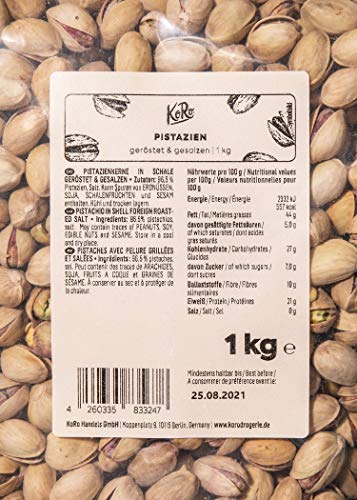 KoRo
PISTAZIEN
geröstet & gesalzen | 1 kg
PISTAZIENKERNE IN SCHALE
GERÖSTET & GESALZEN • Zutaten: 96,5 %
Pistazien, Salz. Kann Spuren von ERDNÜSSEN,
SOJA, SCHALENFRÜCHTEN und SESAM
enthalten. Kühl und trocken lagern.
PISTACHIO IN SHELL FOREIGN ROAST-
ED SALT • Ingredients: 96.5% pistachios,
salt. May contain traces of PEANUTS, SOY,
EDIBLE NUTS and SESAME. Store in a cool
and dry place.
PISTACHES AVEC PELURE GRILLÉES
ET SALÉES • Ingrédients: 96.5% pistaches,
sel. Peut contenir des traces de ARACHIDES,
SOJA, FRUITS A COQUE et GRAINES DE
SÉSAME. A conserver au sec et à protéger de
la chaleur.
Nährwerte pro 100 g / Nutritional values
per 100g / Valeurs nutritionnelles pour
100 g
Energie / Energy / Énergie 2332 kJ
557 kcal
Fett / Fat / Matières grasses 44 g
davon gesättigte Fettsäuren / 5,0 g
of which saturates / dont acides
gras saturés
Kohlenhydrate / Carbohydrates / 27 g
Glucides
davon Zucker / of which sugars / 7,0 g
dont sucres
Ballaststoffe / Fibre / Fibres 10 g
alimentaires
Eiweiß / Protein / Protéines 21 g
Salz / Salt / Sel 0 g
1 kg e
Mindestens haltbar bis / Best before /
A consommer de préférence avant le:
25.08.2021
4 260335 833247
KoRo Handels GmbH | Koppenplatz 9, 10115 Berlin, Germany | www.korodrogerie.de